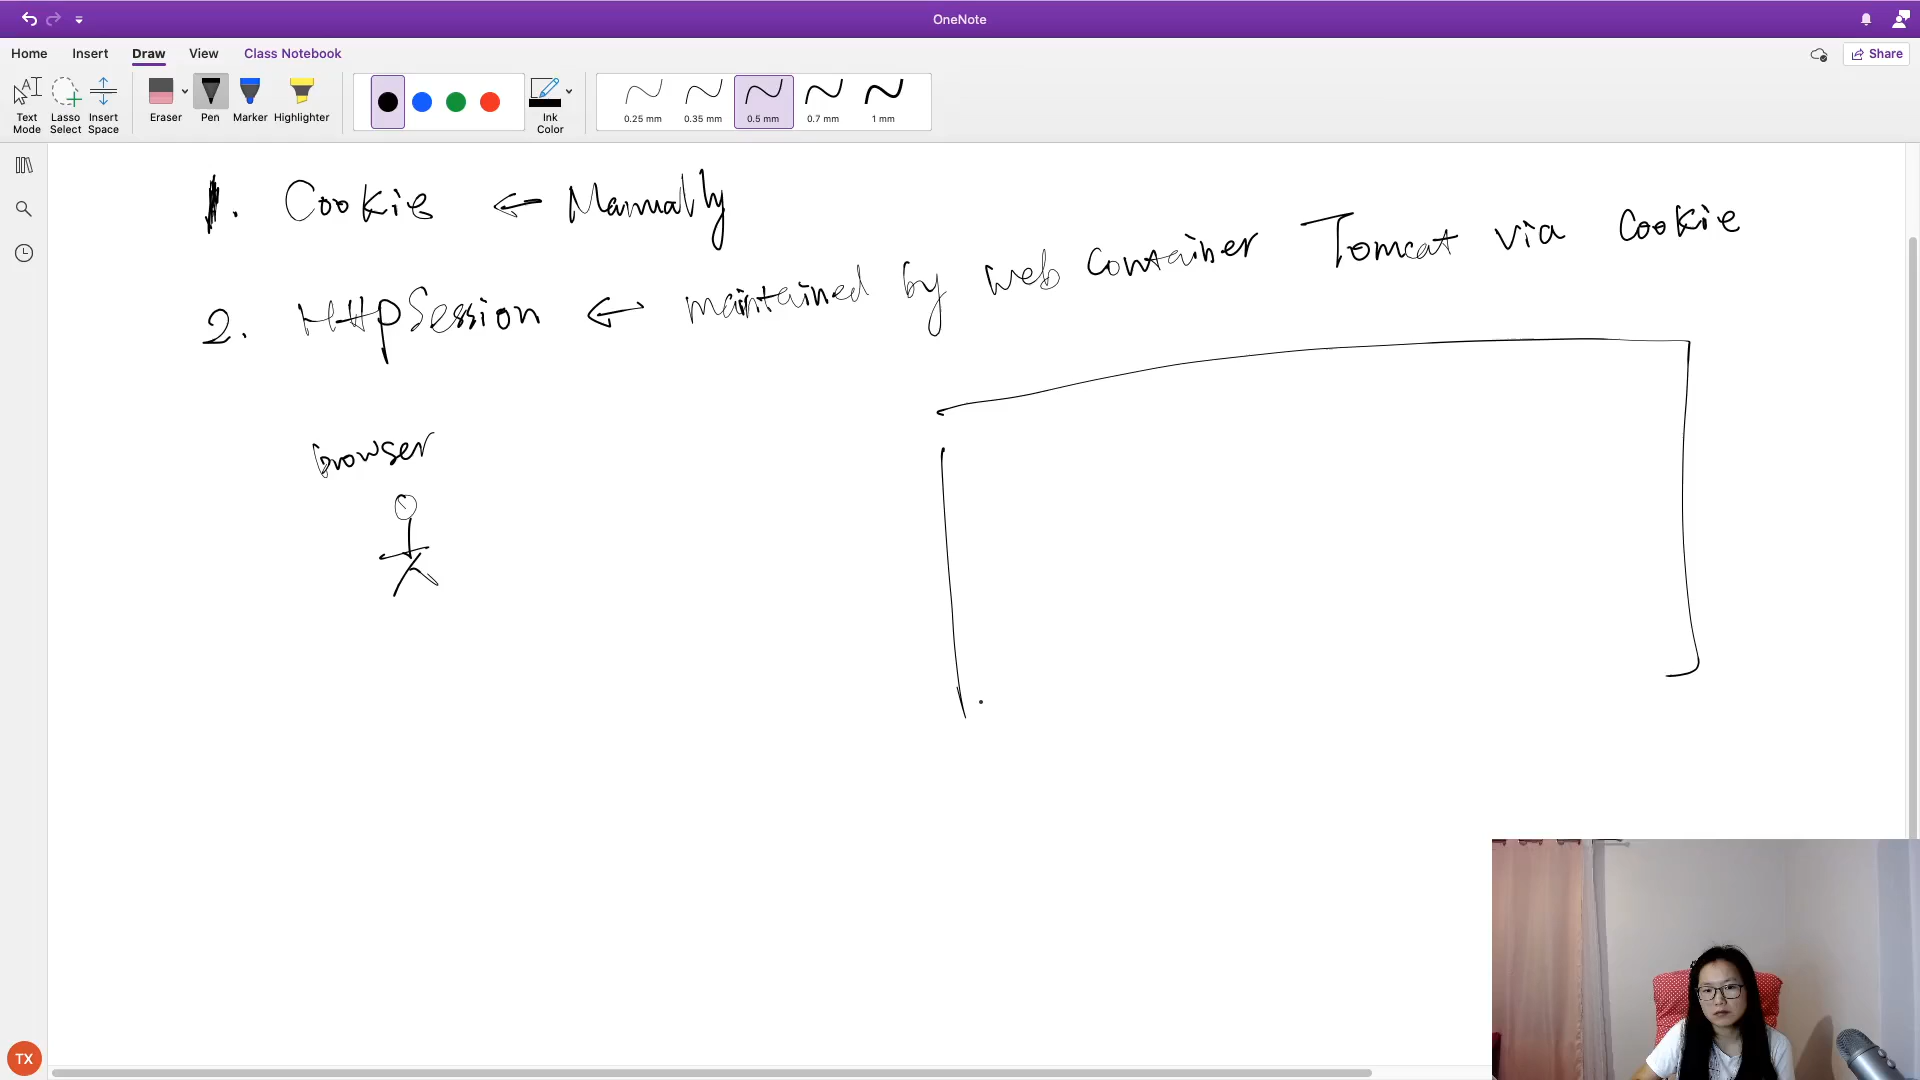 OneNote
Home Insert Draw View Class Notebook
Share
Text Mode
Lasso Select
Insert Space
Eraser
Pen
Marker
Highlighter
Ink Color
0.25 mm
0.35 mm
0.5 mm
0.7 mm
1 mm
1. Cookie ← Manually
2. HttpSession ← maintained by web container Tomcat via Cookie
browser
TX